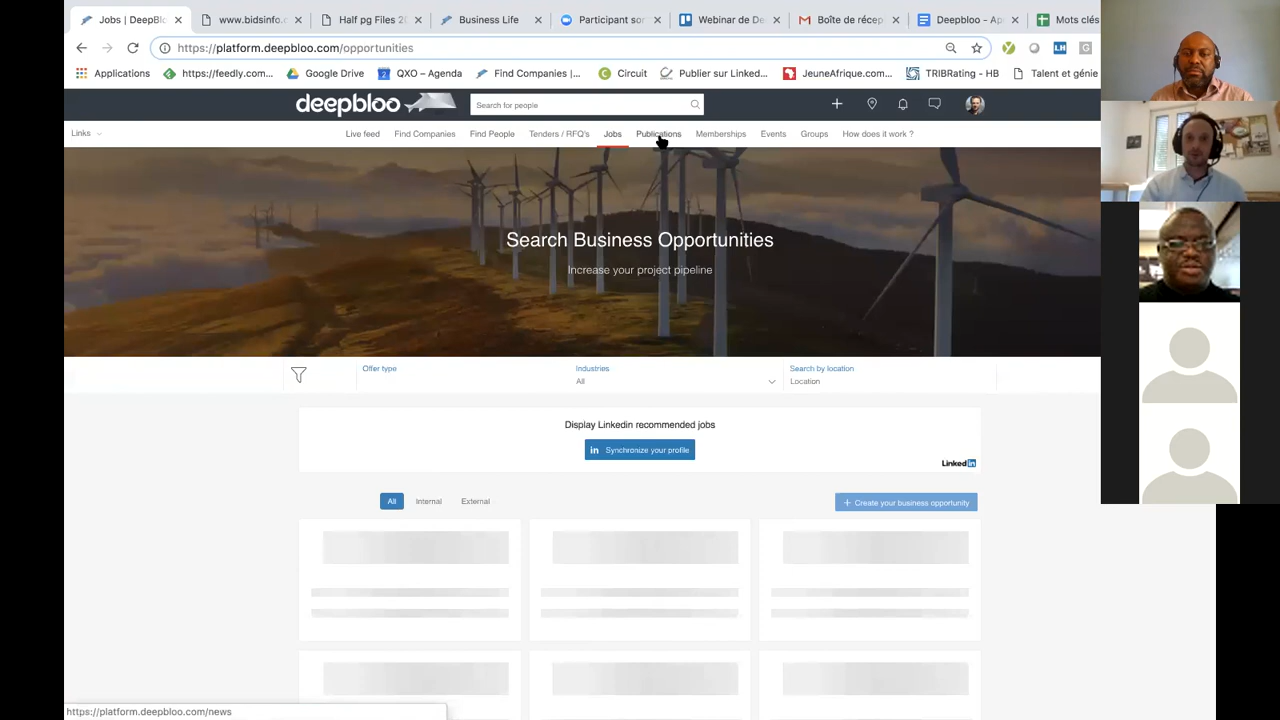 Jobs | DeepBl
www.bidsinfo.
Half pg Files 2
Business Life
Participant sor
Webinar de De
Boîte de récep
Deepbloo - Ap
Mots clés
https://platform.deepbloo.com/opportunities
Applications
https://feedly.com...
Google Drive
QXO – Agenda
Find Companies |...
Circuit
Publier sur Linked...
JeuneAfrique.com...
TRIBRating - HB
Talent et génie
deepbloo
Search for people
Links
Live feed
Find Companies
Find People
Tenders / RFQ's
Jobs
Publications
Memberships
Events
Groups
How does it work ?
Search Business Opportunities
Increase your project pipeline
Offer type
Industries
All
Search by location
Location
Display Linkedin recommended jobs
in Synchronize your profile
Linked in
All
Internal
External
+ Create your business opportunity
https://platform.deepbloo.com/news